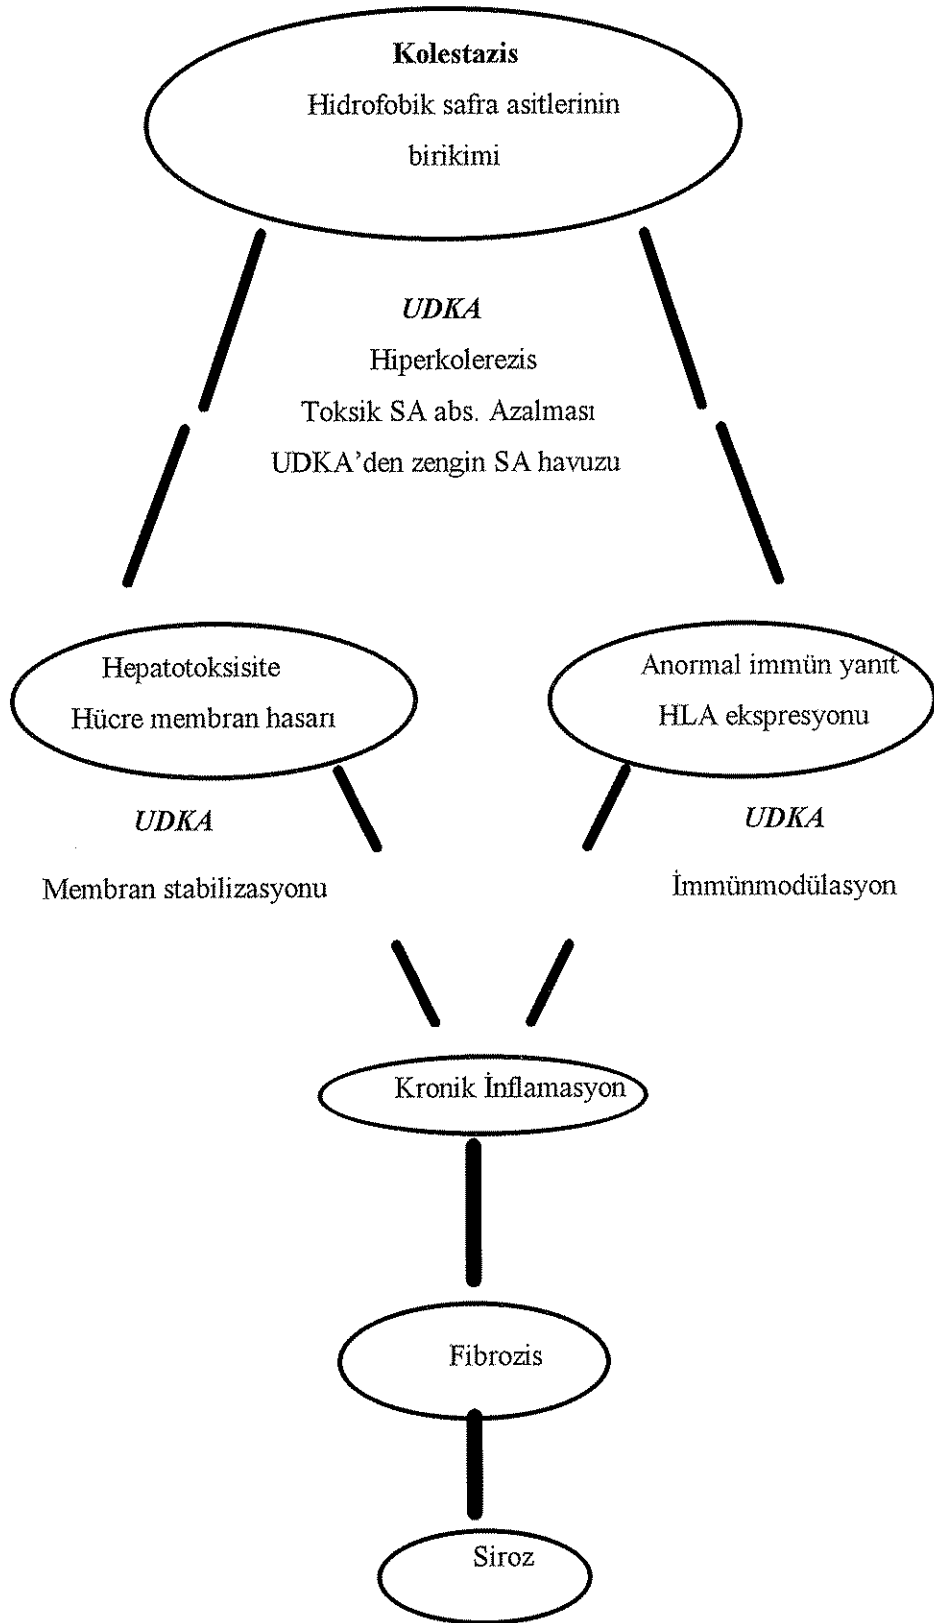 Kolestazis
Hidrofobik safra asitlerinin
birikimi
UDKA
Hiperkolerezis
Toksik SA abs. Azalması
UDKA'den zengin SA havuzu
Hepatotoksisite
Hücre membran hasarı
Anormal immün yanıt
HLA ekspresyonu
UDKA
Membran stabilizasyonu
UDKA
İmmünmodülasyon
Kronik İnflamasyon
Fibrozis
Siroz